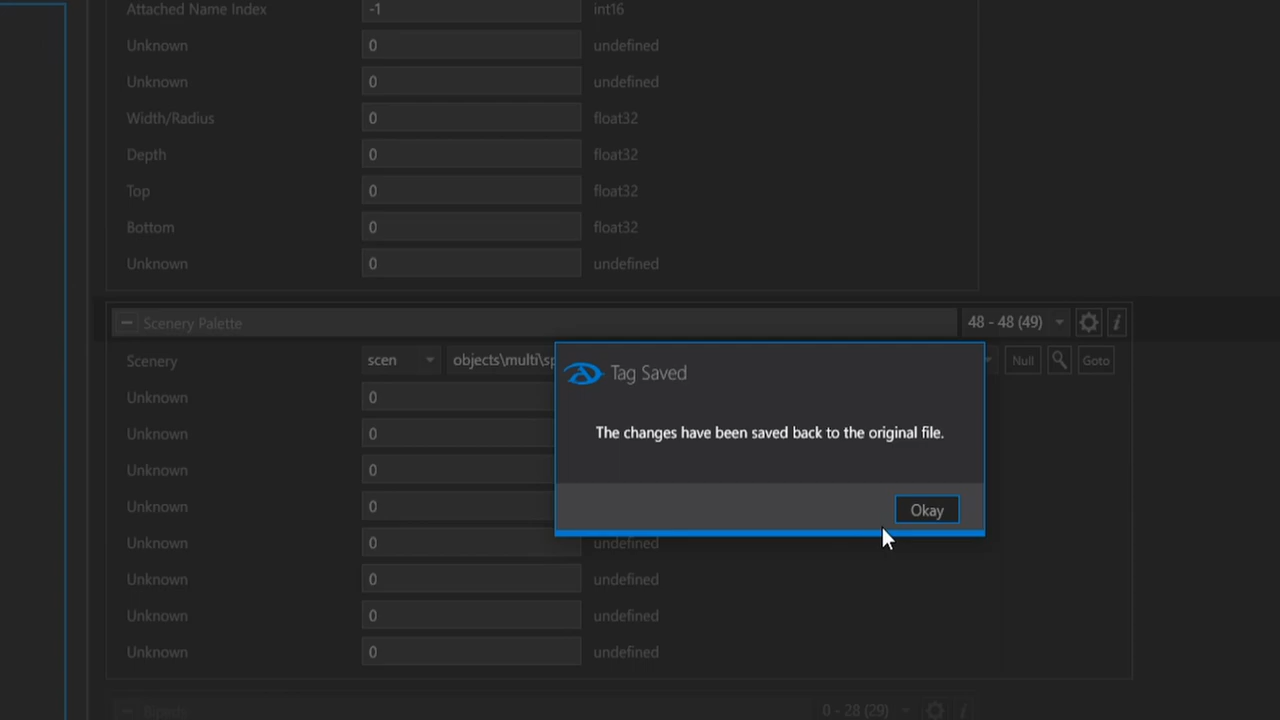 Attached Name Index -1 int16
Unknown 0 undefined
Unknown 0 undefined
Width/Radius 0 float32
Depth 0 float32
Top 0 float32
Bottom 0 float32
Unknown 0 undefined
Scenery Palette 48 - 48 (49) i
Scenery scen objects\multi\sp Null Goto
Tag Saved
Unknown 0
Unknown 0
The changes have been saved back to the original file.
Unknown 0
Unknown 0
Okay
Unknown 0 undefined
Unknown 0 undefined
Unknown 0 undefined
Unknown 0 undefined
Bipeds 0 - 28 (29) i